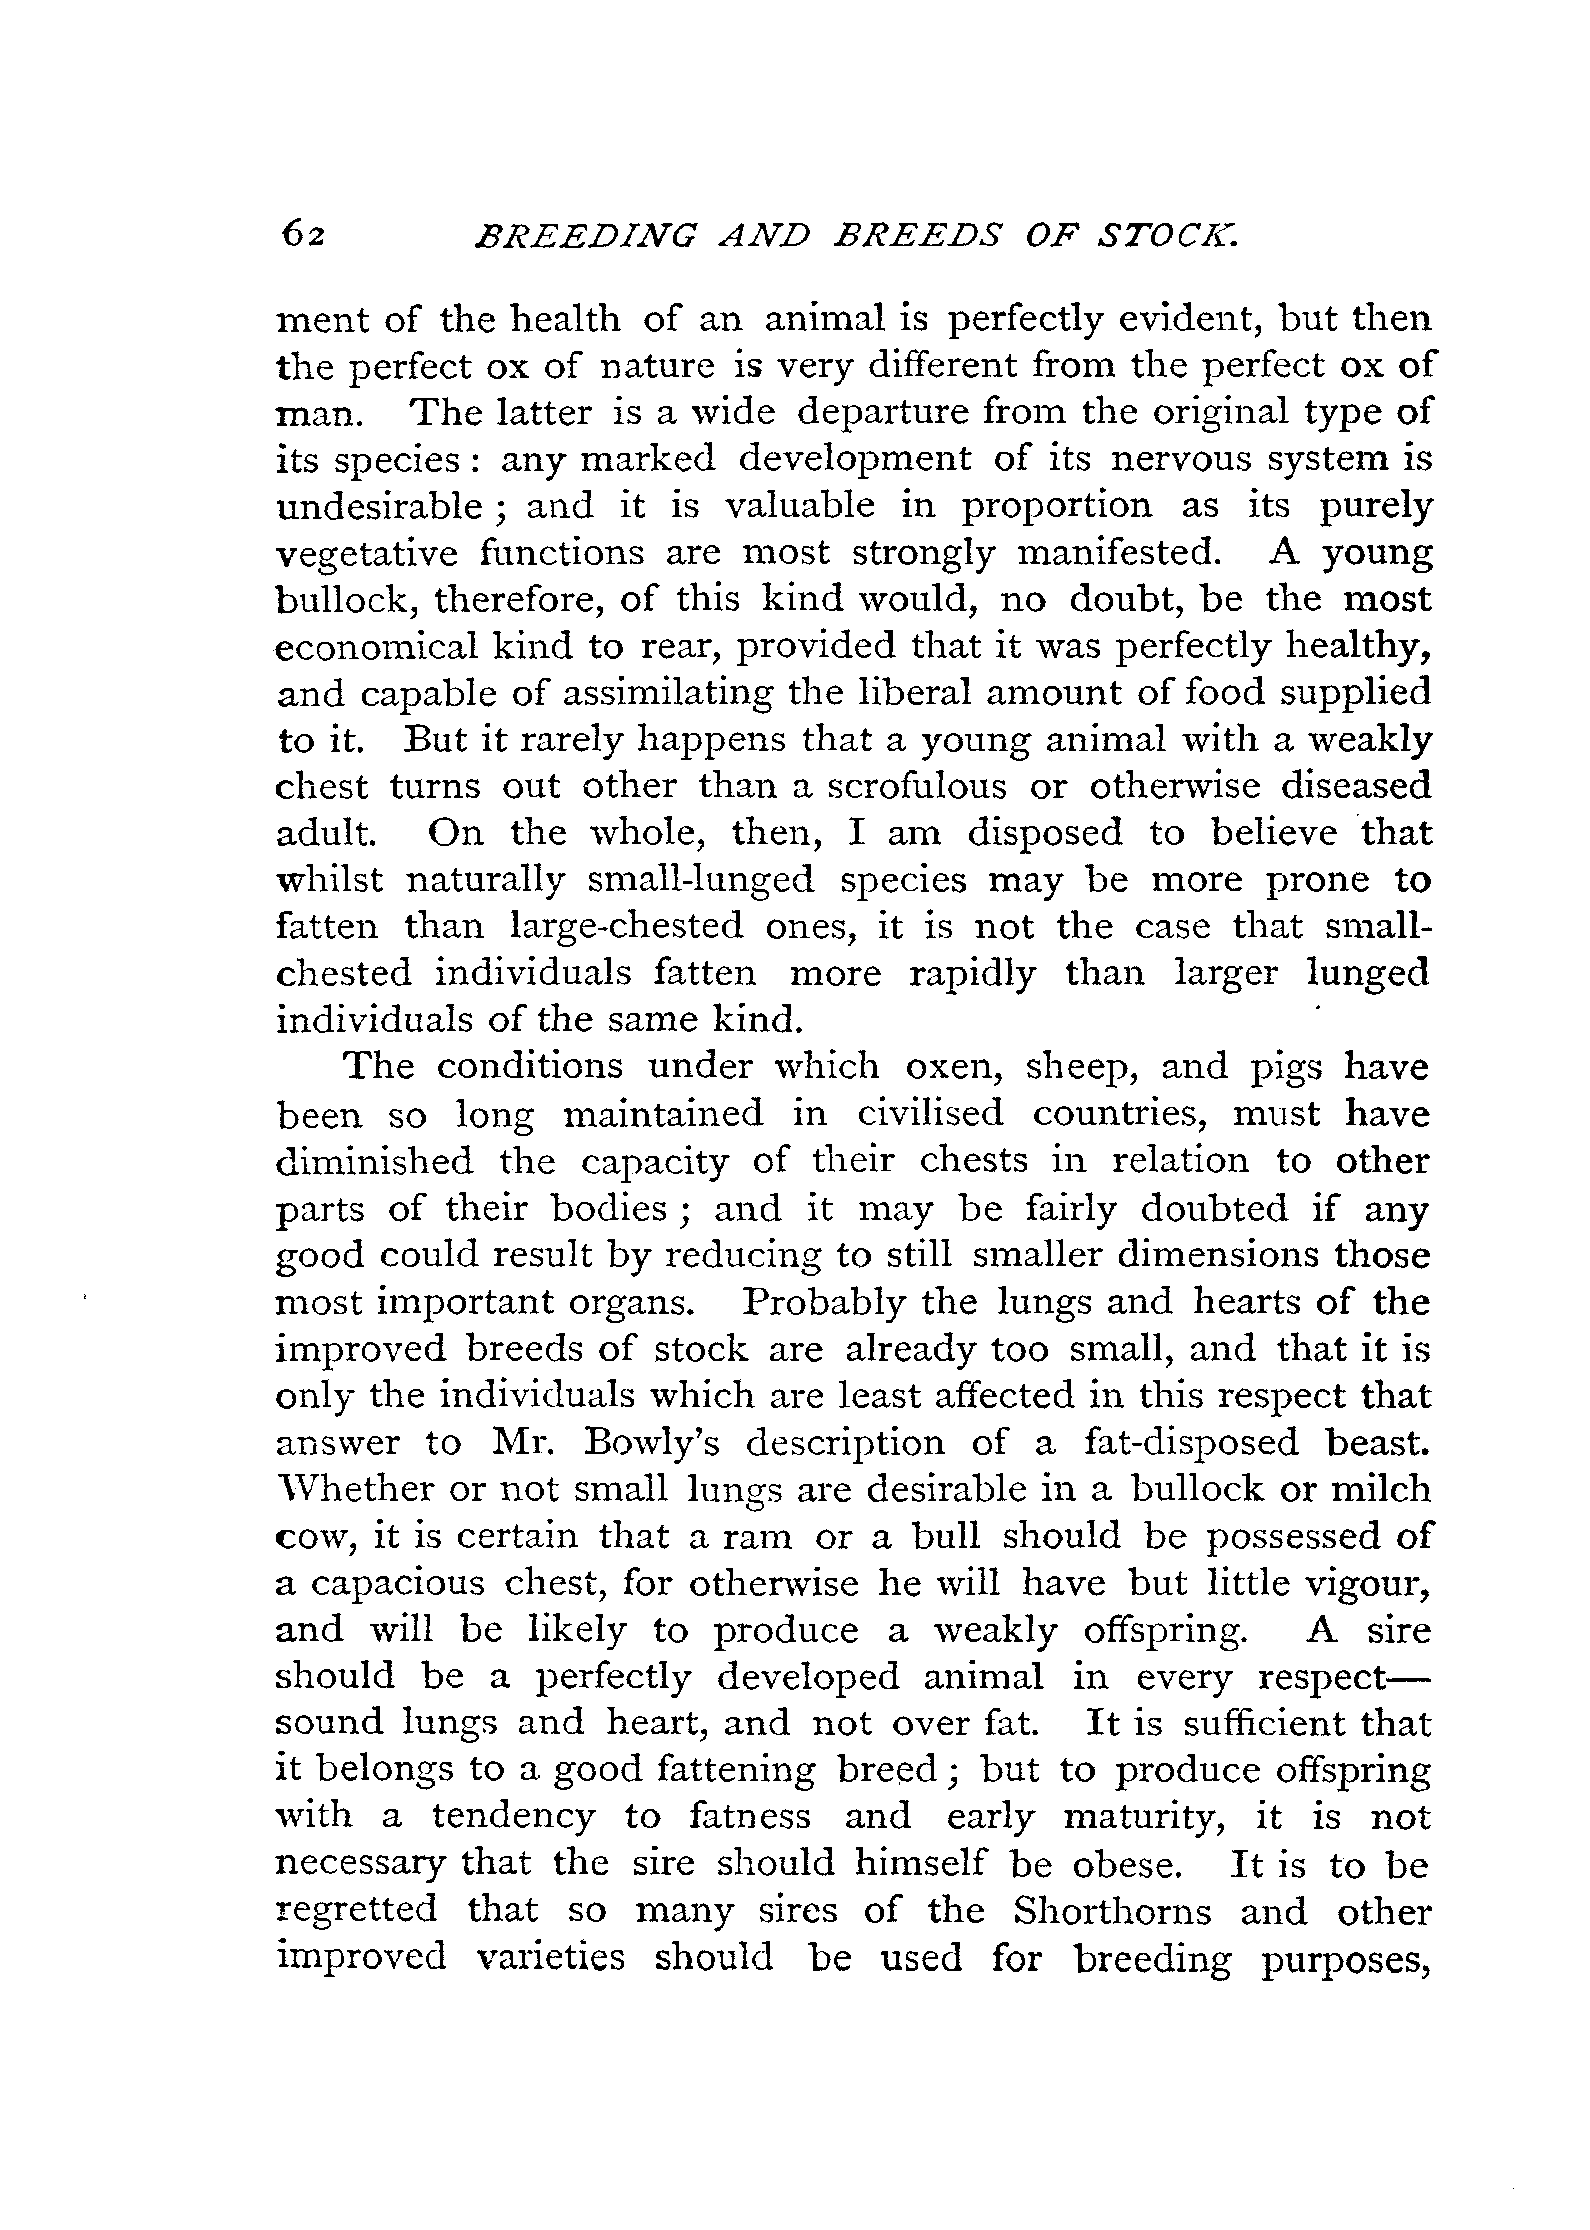 62 BREEDING AND BREEDS OF STOCK.
ment of the health of an animal is perfectly evident, but then
the perfect ox of nature is very different from the perfect ox of
man. The latter is a wide departure from the original type of
its species : any marked development of its nervous system is
undesirable ; and it is valuable in proportion as its purely
vegetative functions are most strongly manifested. A young
bullock, therefore, of this kind would, no doubt, be the most
economical kind to rear, provided that it was perfectly healthy,
and capable of assimilating the liberal amount of food supplied
to it. But it rarely happens that a young animal with a weakly
chest turns out other than a scrofulous or otherwise diseased
adult. On the whole, then, I am disposed to believe that
whilst naturally small-lunged species may be more prone to
fatten than large-chested ones, it is not the case that small-
chested individuals fatten more rapidly than larger lunged
individuals of the same kind.
The conditions under which oxen, sheep, and pigs have
been so long maintained in civilised countries, must have
diminished the capacity of their chests in relation to other
parts of their bodies ; and it may be fairly doubted if any
good could result by reducing to still smaller dimensions those
most important organs. Probably the lungs and hearts of the
improved breeds of stock are already too small, and that it is
only the individuals which are least affected in this respect that
answer to Mr. Bowly's description of a fat-disposed beast.
Whether or not small lungs are desirable in a bullock or milch
cow, it is certain that a ram or a bull should be possessed of
a capacious chest, for otherwise he will have but little vigour,
and will be likely to produce a weakly offspring. A sire
should be a perfectly developed animal in every respect—
sound lungs and heart, and not over fat. It is sufficient that
it belongs to a good fattening breed ; but to produce offspring
with a tendency to fatness and early maturity, it is not
necessary that the sire should himself be obese. It is to be
regretted that so many sires of the Shorthorns and other
improved varieties should be used for breeding purposes,